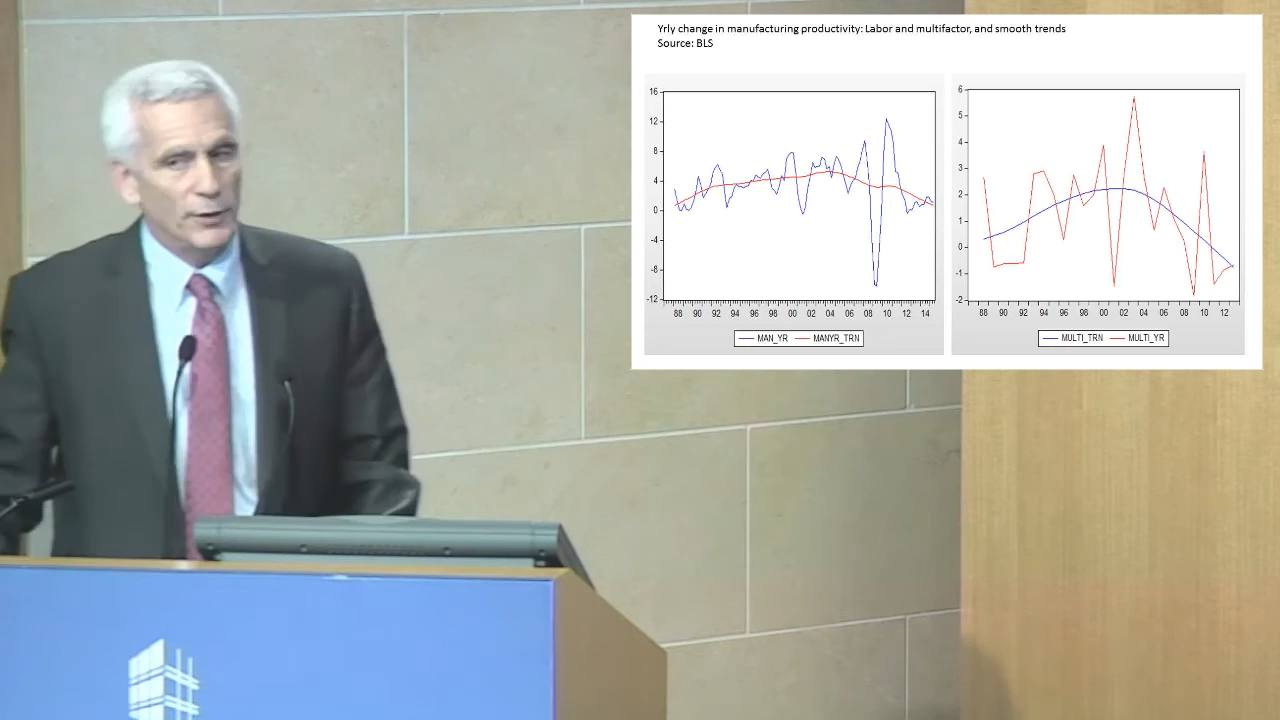 Yrly change in manufacturing productivity: Labor and multifactor, and smooth trends
Source: BLS
16
12
8
4
0
-4
-8
-12
88 90 92 94 96 98 00 02 04 06 08 10 12 14
MAN_YR MANYR_TRN
6
5
4
3
2
1
0
-1
-2
88 90 92 94 96 98 00 02 04 06 08 10 12
MULTI_TRN MULTI_YR